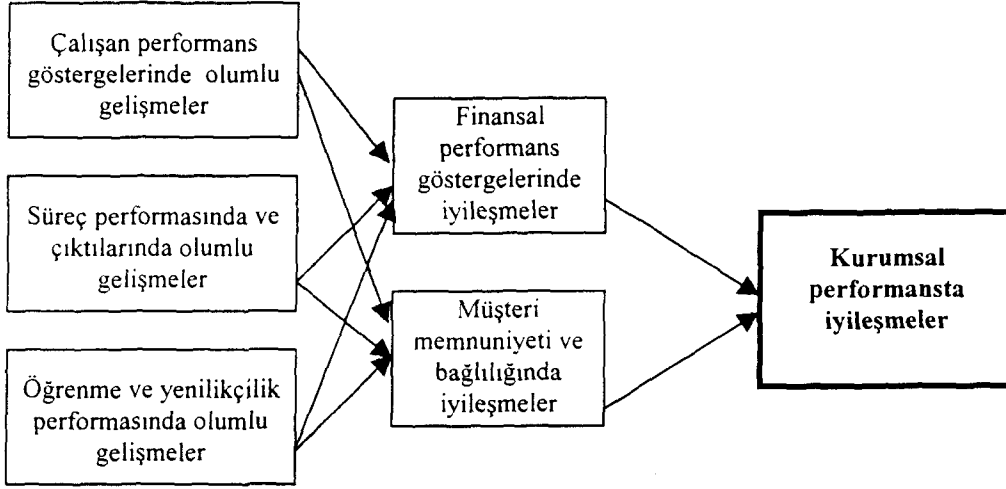 Çalışan performans
göstergelerinde olumlu
gelişmeler
Süreç performasında ve
çıktılarında olumlu
gelişmeler
Öğrenme ve yenilikçilik
performasında olumlu
gelişmeler
Finansal
performans
göstergelerinde
iyileşmeler
Müşteri
memnuniyeti ve
bağlılığında
iyileşmeler
Kurumsal
performansta
iyileşmeler